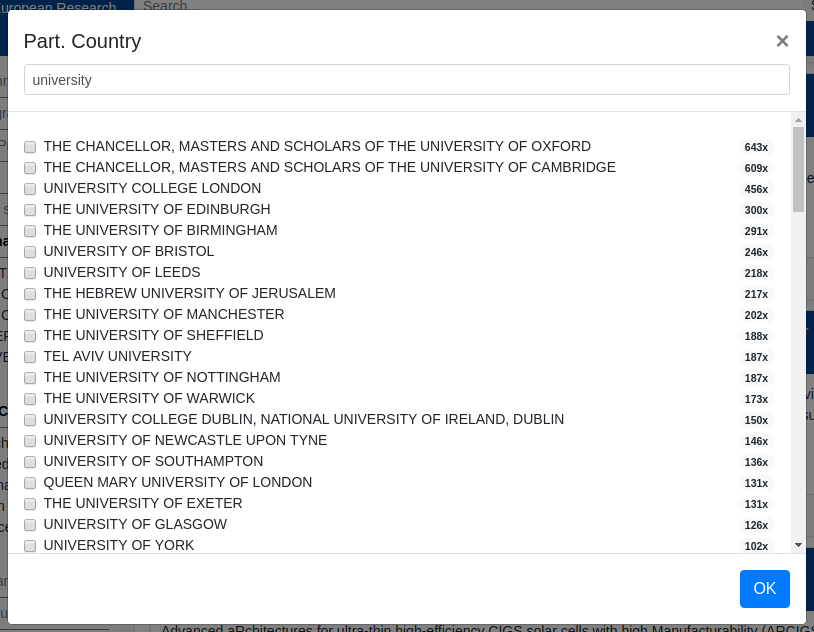 European Research
Search...
Part. Country
×
university
THE CHANCELLOR, MASTERS AND SCHOLARS OF THE UNIVERSITY OF OXFORD 643x
THE CHANCELLOR, MASTERS AND SCHOLARS OF THE UNIVERSITY OF CAMBRIDGE 609x
UNIVERSITY COLLEGE LONDON 456x
THE UNIVERSITY OF EDINBURGH 300x
THE UNIVERSITY OF BIRMINGHAM 291x
UNIVERSITY OF BRISTOL 246x
UNIVERSITY OF LEEDS 218x
THE HEBREW UNIVERSITY OF JERUSALEM 217x
THE UNIVERSITY OF MANCHESTER 202x
THE UNIVERSITY OF SHEFFIELD 188x
TEL AVIV UNIVERSITY 187x
THE UNIVERSITY OF NOTTINGHAM 187x
THE UNIVERSITY OF WARWICK 173x
UNIVERSITY COLLEGE DUBLIN, NATIONAL UNIVERSITY OF IRELAND, DUBLIN 150x
UNIVERSITY OF NEWCASTLE UPON TYNE 146x
UNIVERSITY OF SOUTHAMPTON 136x
QUEEN MARY UNIVERSITY OF LONDON 131x
THE UNIVERSITY OF EXETER 131x
UNIVERSITY OF GLASGOW 126x
UNIVERSITY OF YORK 102x
OK
Advanced aRchitectures for ultra-thin high-efficiency CIGS solar cells with high Manufacturability (ARCIGS